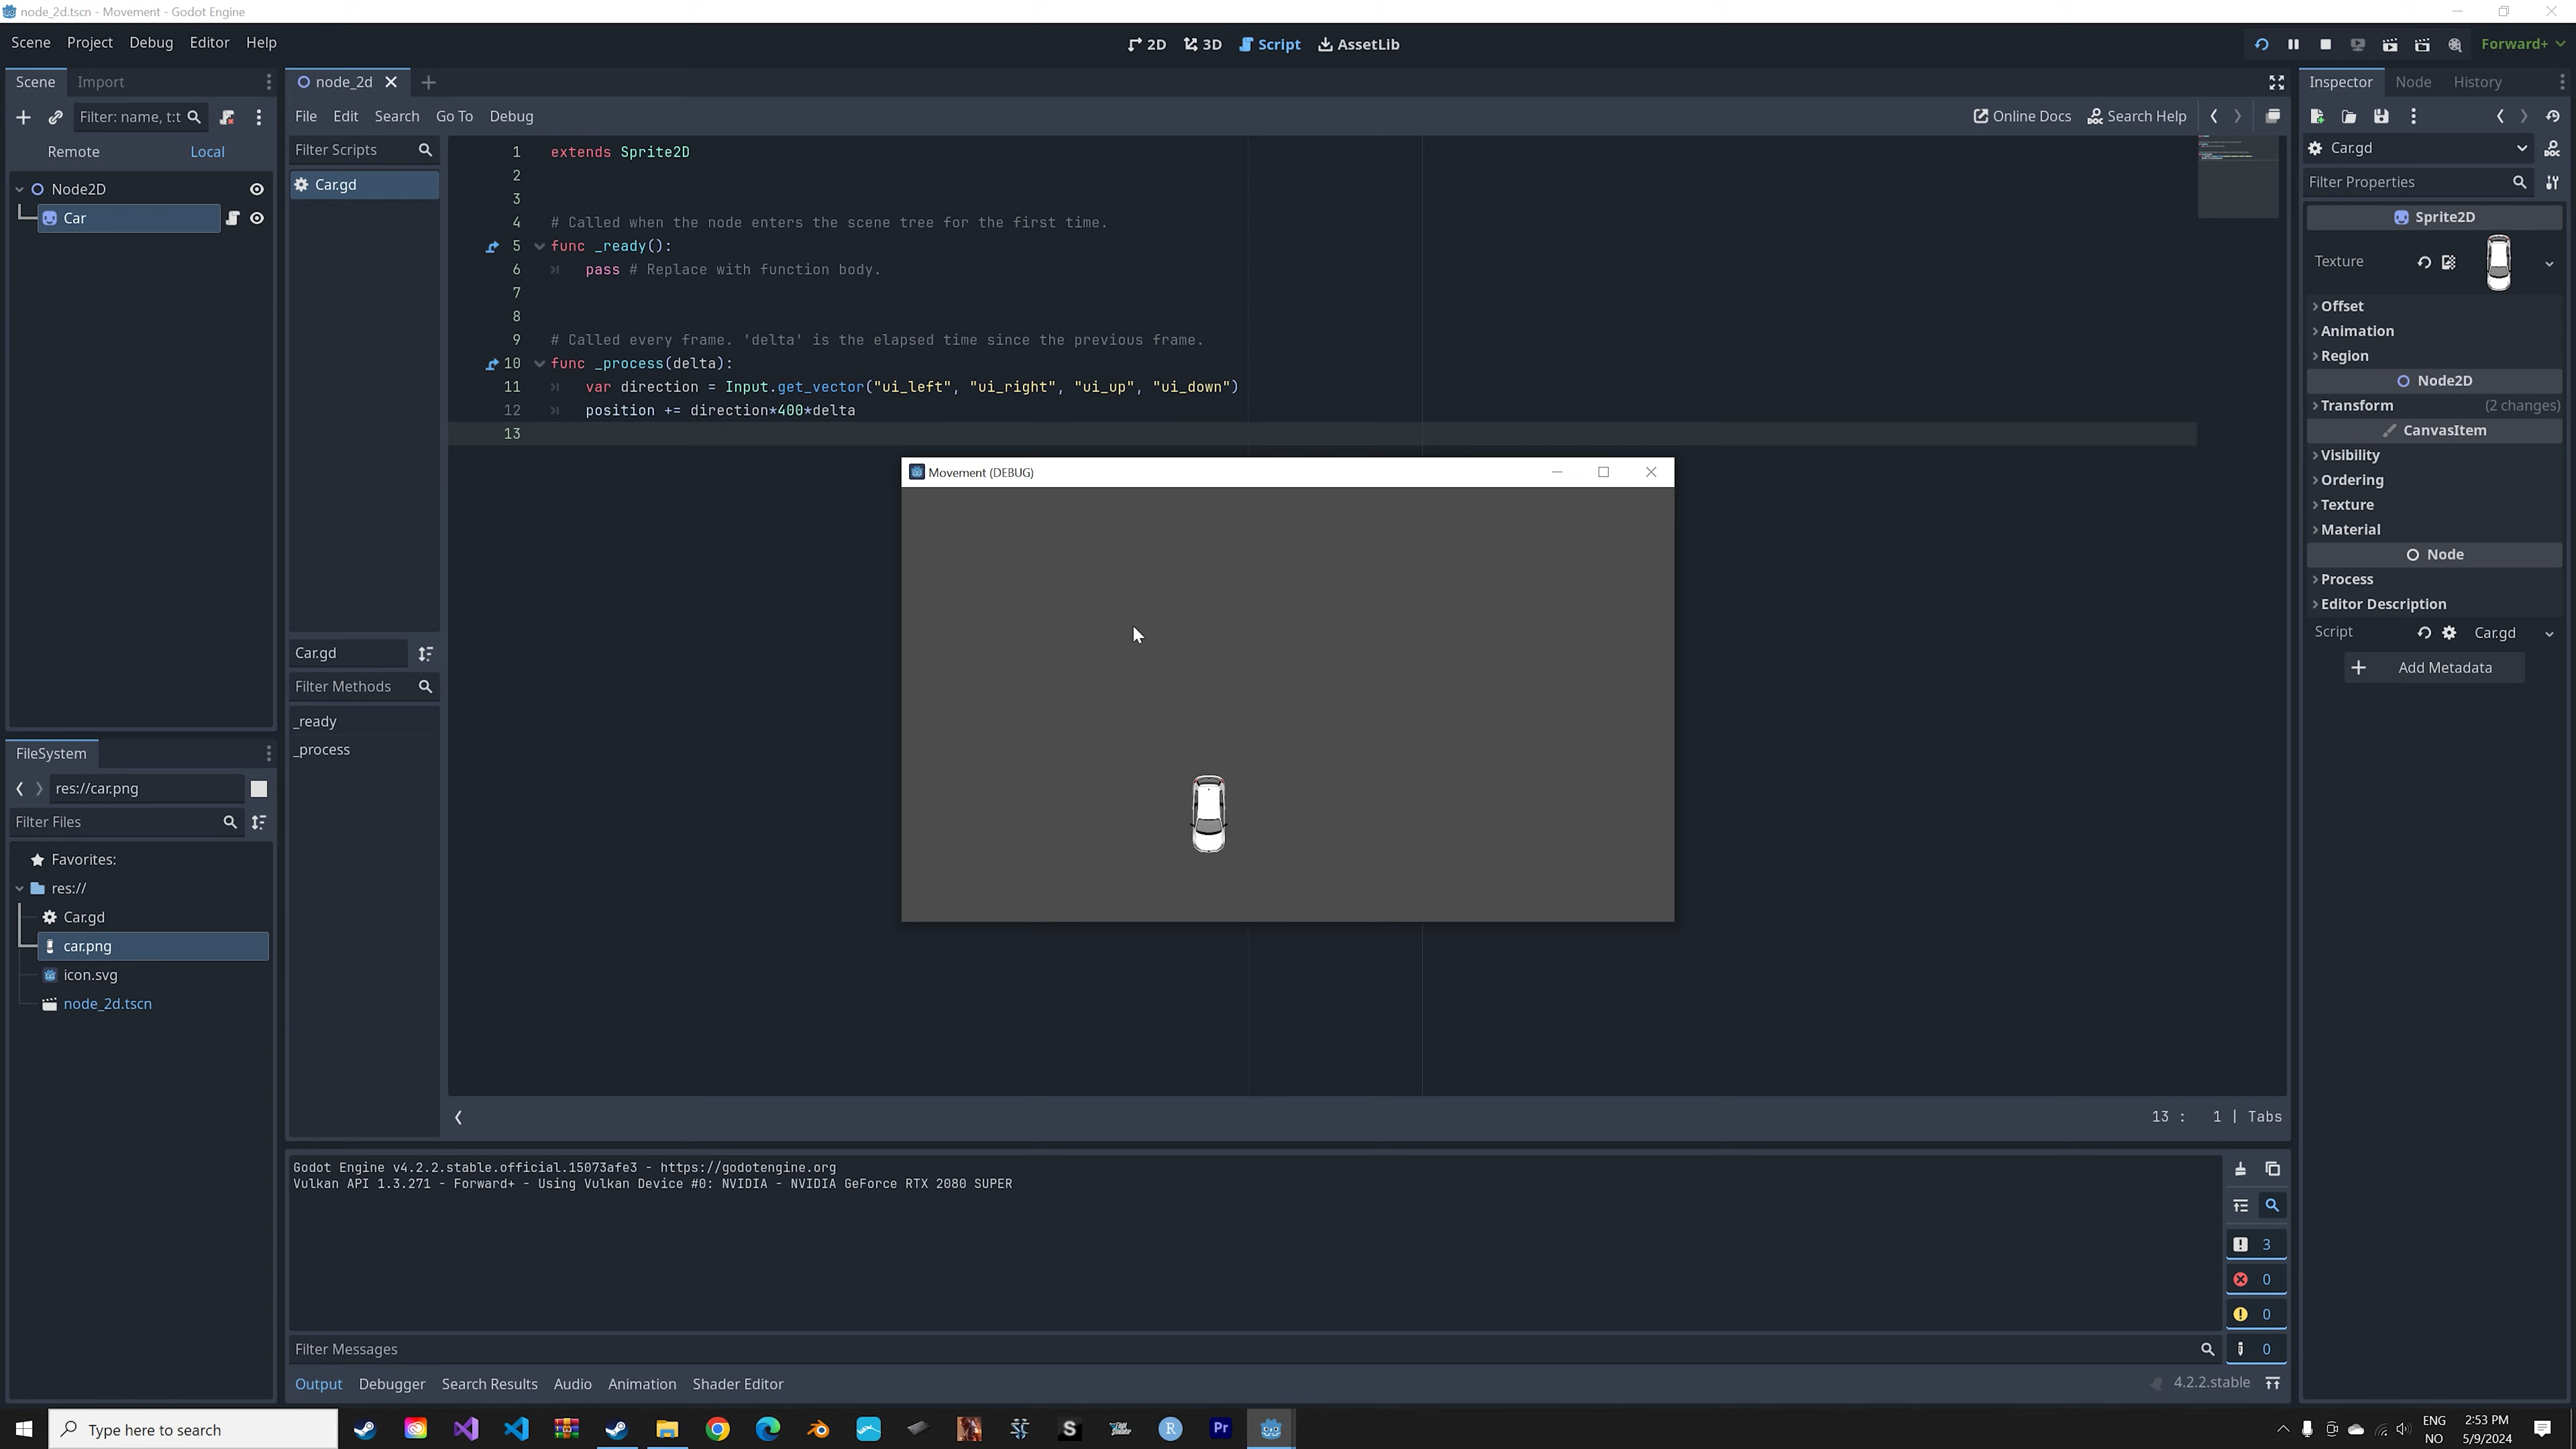 node_2d.tscn - Movement - Godot Engine
Scene Project Debug Editor Help
2D 3D Script AssetLib
Forward+
Scene Import
node_2d
Inspector Node History
Filter: name, t:t
File Edit Search Go To Debug
Online Docs Search Help
Remote Local
Filter Scripts
Car.gd
Filter Properties
Node2D
Car
Car.gd
1 extends Sprite2D
2
3
4 # Called when the node enters the scene tree for the first time.
5 func _ready():
6 pass # Replace with function body.
7
8
9 # Called every frame. 'delta' is the elapsed time since the previous frame.
10 func _process(delta):
11 var direction = Input.get_vector("ui_left", "ui_right", "ui_up", "ui_down")
12 position += direction*400*delta
13
Sprite2D
Texture
Offset
Animation
Region
Node2D
Transform (2 changes)
CanvasItem
Visibility
Ordering
Texture
Material
Node
Process
Editor Description
Script Car.gd
Add Metadata
Movement (DEBUG)
Car.gd
Filter Methods
_ready
_process
FileSystem
res://car.png
Filter Files
Favorites:
res://
Car.gd
car.png
icon.svg
node_2d.tscn
13 : 1 | Tabs
Godot Engine v4.2.2.stable.official.15073afe3 - https://godotengine.org
Vulkan API 1.3.271 - Forward+ - Using Vulkan Device #0: NVIDIA - NVIDIA GeForce RTX 2080 SUPER
3
0
0
0
Filter Messages
Output Debugger Search Results Audio Animation Shader Editor
4.2.2.stable
Type here to search
S
R
Pr
ENG
NO
2:53 PM
5/9/2024